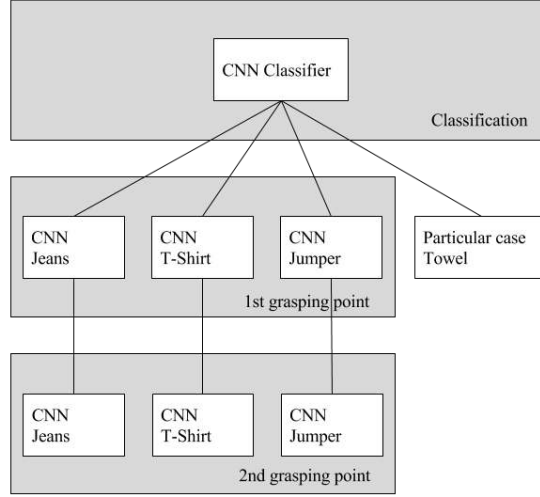 CNN Classifier
Classification
CNN
Jeans
CNN
T-Shirt
CNN
Jumper
Particular case
Towel
1st grasping point
CNN
Jeans
CNN
T-Shirt
CNN
Jumper
2nd grasping point